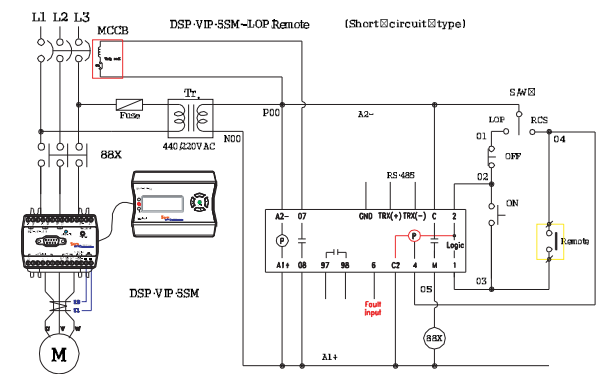 L1 L2 L3
DSP·VIP·SSM-LOP:Remote
(Short circuit type)
MCCB
Tr.
Fuse
P00
A2-
S/W
LOP
RCS
440/220V AC
N00
01
04
OFF
88X
02
RS-485
ON
A2- 07
GND TRX(+) TRX(-) C 2
P
P
Logic
Remote
A1+ 08 97 98 6 C2 4 M 1
03
DSP·VIP·SSM
05
Fault
input
U V W
88X
M
A1+